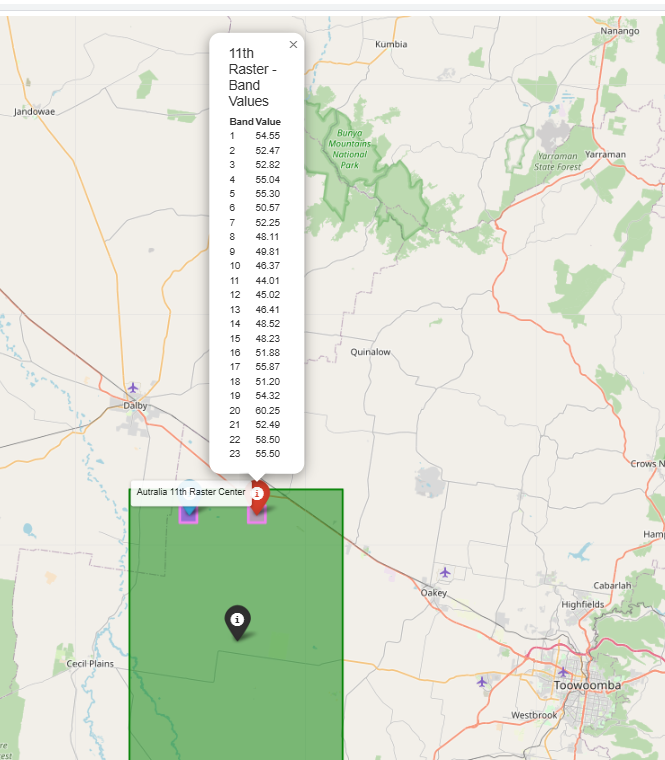 Nanango
Kumbia
×
11th
Raster -
Band
Values
Jandowae
Band Value
1 54.55
2 52.47
3 52.82
4 55.04
5 55.30
6 50.57
7 52.25
8 48.11
9 49.81
10 46.37
11 44.01
12 45.02
13 46.41
14 48.52
15 48.23
16 51.88
17 55.87
18 51.20
19 54.32
20 60.25
21 52.49
22 58.50
23 55.50
Bunya
Mountains
National
Park
Yarraman
State Forest
Yarraman
Quinalow
Dalby
Crows N
Autralia 11th Raster Center
i
Ham
Oakey
Cabarlah
Highfields
i
Cecil Plains
Toowoomba
Westbrook
re
est